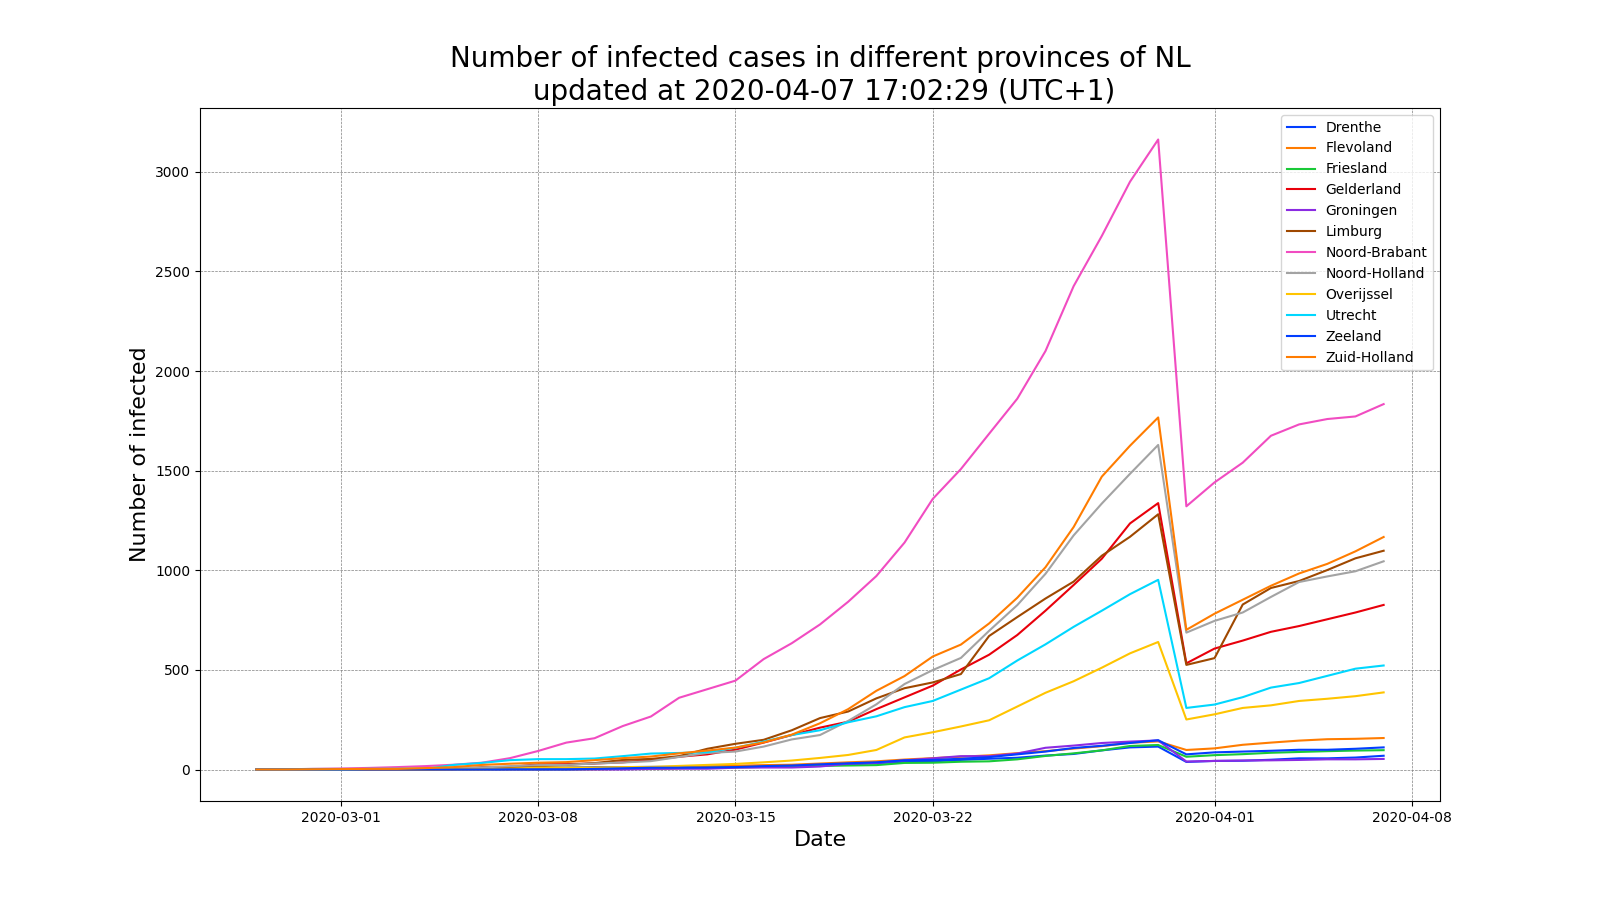 Number of infected cases in different provinces of NL
updated at 2020-04-07 17:02:29 (UTC+1)
Number of infected
3000
2500
2000
1500
1000
500
0
Drenthe
Flevoland
Friesland
Gelderland
Groningen
Limburg
Noord-Brabant
Noord-Holland
Overijssel
Utrecht
Zeeland
Zuid-Holland
2020-03-01
2020-03-08
2020-03-15
2020-03-22
2020-04-01
2020-04-08
Date